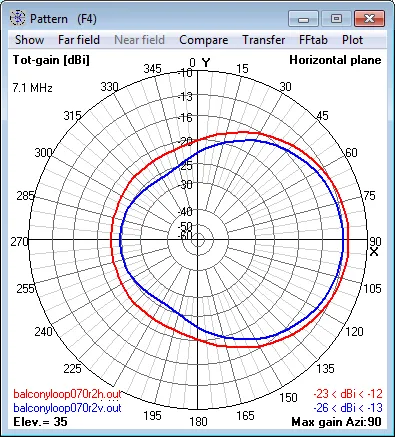 Pattern (F4)
Show Far field Near field Compare Transfer FFtab Plot
Tot-gain [dBi] 0 Y Horizontal plane
7.1 MHz
345 -10 15
330 30
315 -13 45
300 -16 60
-20
285 -25 75
-30
-40
-50
-60
270 90
X
255 105
240 120
225 135
210 150
195 180 165
balconyloop070r2h.out -23 < dBi < -12
balconyloop070r2v.out -26 < dBi < -13
Elev.= 35 Max gain Azi:90